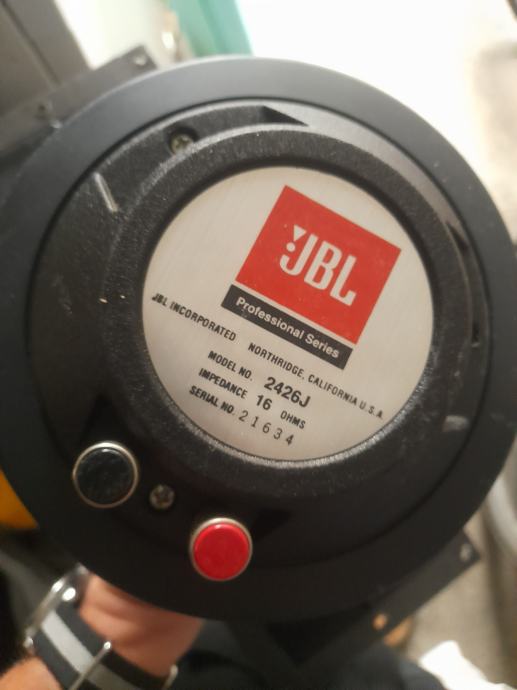 JBL
Professional Series
JBL INCORPORATED NORTHRIDGE, CALIFORNIA U.S.A.
MODEL NO. 2426J
IMPEDANCE 16 OHMS
SERIAL NO. 21634